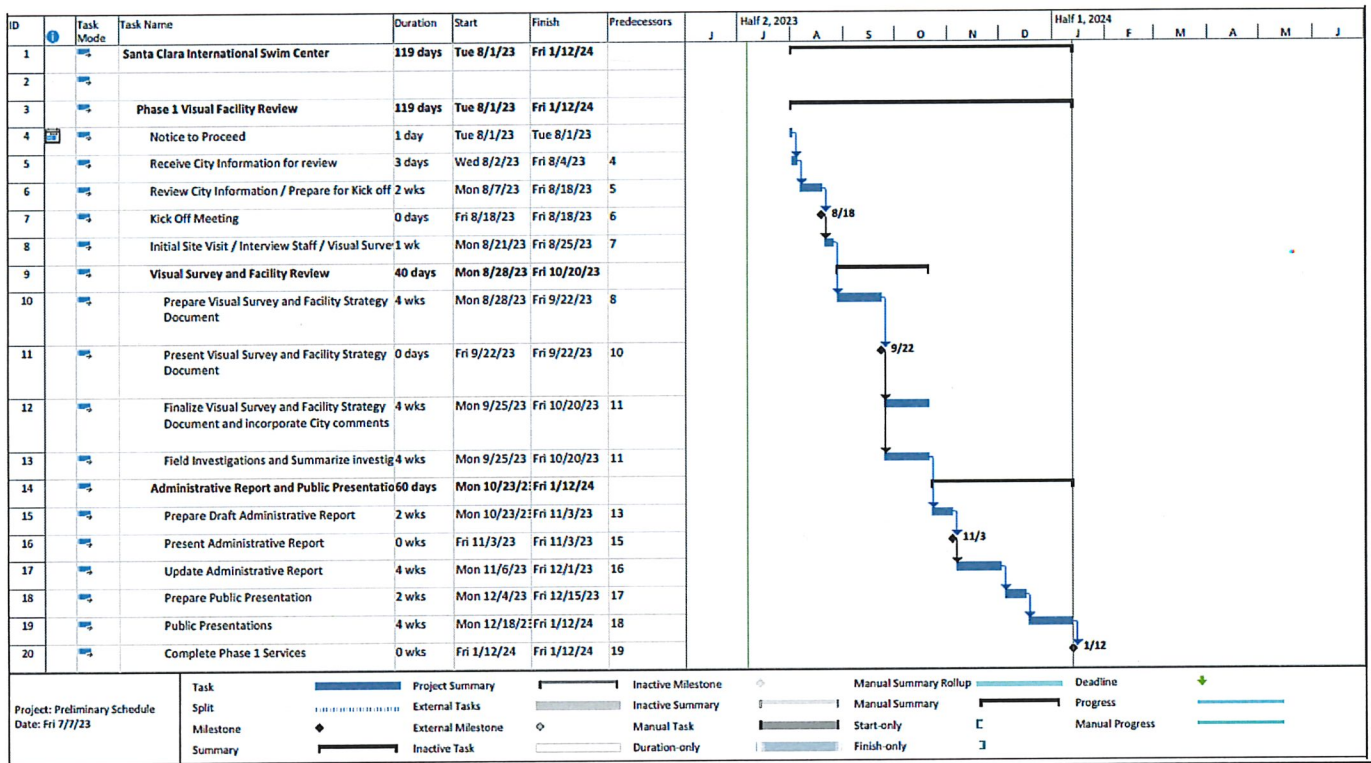 ID Task Mode Task Name Duration Start Finish Predecessors Half 2, 2023 Half 1, 2024
J J A S O N D J F M A M J
1 Santa Clara International Swim Center 119 days Tue 8/1/23 Fri 1/12/24
2
3 Phase 1 Visual Facility Review 119 days Tue 8/1/23 Fri 1/12/24
4 Notice to Proceed 1 day Tue 8/1/23 Tue 8/1/23
5 Receive City Information for review 3 days Wed 8/2/23 Fri 8/4/23 4
6 Review City Information / Prepare for Kick off 2 wks Mon 8/7/23 Fri 8/18/23 5
7 Kick Off Meeting 0 days Fri 8/18/23 Fri 8/18/23 6 8/18
8 Initial Site Visit / Interview Staff / Visual Surve 1 wk Mon 8/21/23 Fri 8/25/23 7
9 Visual Survey and Facility Review 40 days Mon 8/28/23 Fri 10/20/23
10 Prepare Visual Survey and Facility Strategy 4 wks Mon 8/28/23 Fri 9/22/23 8
Document
11 Present Visual Survey and Facility Strategy 0 days Fri 9/22/23 Fri 9/22/23 10 9/22
Document
12 Finalize Visual Survey and Facility Strategy 4 wks Mon 9/25/23 Fri 10/20/23 11
Document and incorporate City comments
13 Field Investigations and Summarize investig 4 wks Mon 9/25/23 Fri 10/20/23 11
14 Administrative Report and Public Presentatio 60 days Mon 10/23/23 Fri 1/12/24
15 Prepare Draft Administrative Report 2 wks Mon 10/23/23 Fri 11/3/23 13
16 Present Administrative Report 0 wks Fri 11/3/23 Fri 11/3/23 15 11/3
17 Update Administrative Report 4 wks Mon 11/6/23 Fri 12/1/23 16
18 Prepare Public Presentation 2 wks Mon 12/4/23 Fri 12/15/23 17
19 Public Presentations 4 wks Mon 12/18/23 Fri 1/12/24 18
20 Complete Phase 1 Services 0 wks Fri 1/12/24 Fri 1/12/24 19 1/12
Project: Preliminary Schedule
Date: Fri 7/7/23
Task Project Summary Inactive Milestone Manual Summary Rollup Deadline
Split External Tasks Inactive Summary Manual Summary Progress
Milestone External Milestone Manual Task Start-only Manual Progress
Summary Inactive Task Duration-only Finish-only